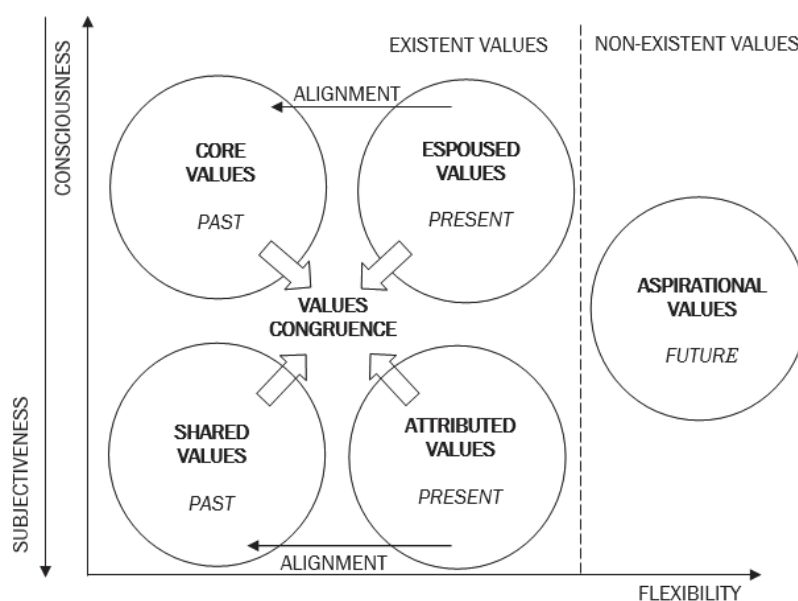 EXISTENT VALUES
NON-EXISTENT VALUES
CONSCIOUSNESS
ALIGNMENT
CORE
VALUES
PAST
ESPOUSED
VALUES
PRESENT
ASPIRATIONAL
VALUES
FUTURE
VALUES
CONGRUENCE
SUBJECTIVENESS
SHARED
VALUES
PAST
ATTRIBUTED
VALUES
PRESENT
ALIGNMENT
FLEXIBILITY